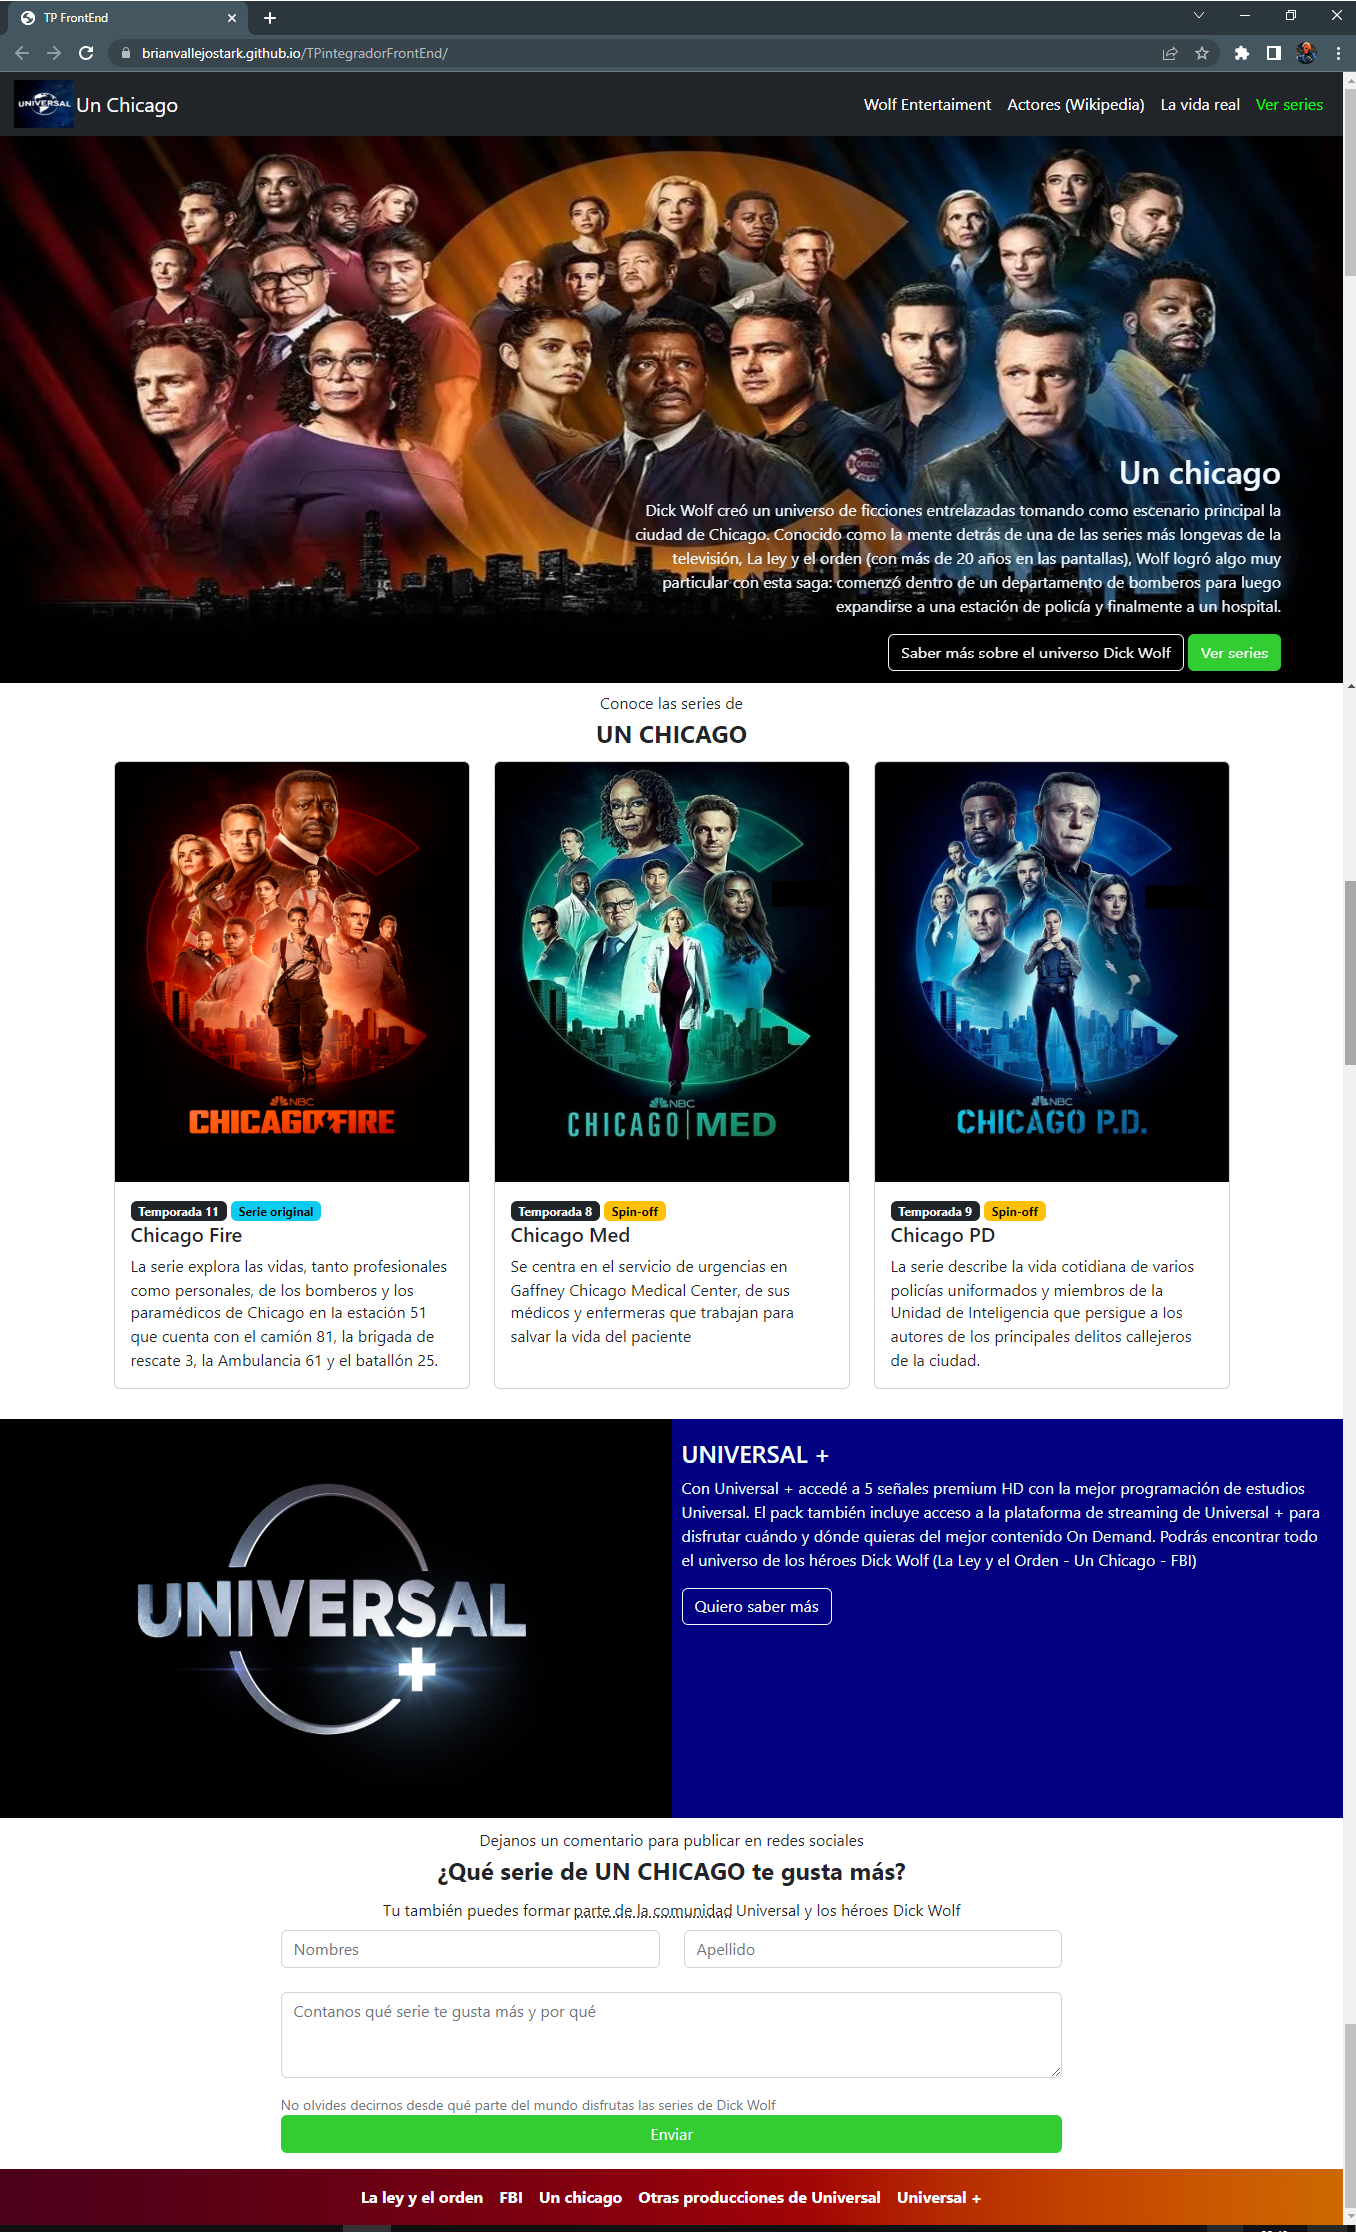 TP FrontEnd
brianvallejostark.github.io/TPintegradorFrontEnd/
UNIVERSAL
Un Chicago
Wolf Entertaiment Actores (Wikipedia) La vida real Ver series
Un chicago
Dick Wolf creó un universo de ficciones entrelazadas tomando como escenario principal la
ciudad de Chicago. Conocido como la mente detrás de una de las series más longevas de la
televisión, La ley y el orden (con más de 20 años en las pantallas), Wolf logró algo muy
particular con esta saga: comenzó dentro de un departamento de bomberos para luego
expandirse a una estación de policía y finalmente a un hospital.
Saber más sobre el universo Dick Wolf Ver series
Conoce las series de
UN CHICAGO
NBC
CHICAGO FIRE
Temporada 11 Serie original
Chicago Fire
La serie explora las vidas, tanto profesionales
como personales, de los bomberos y los
paramédicos de Chicago en la estación 51
que cuenta con el camión 81, la brigada de
rescate 3, la Ambulancia 61 y el batallón 25.
NBC
CHICAGO MED
Temporada 8 Spin-off
Chicago Med
Se centra en el servicio de urgencias en
Gaffney Chicago Medical Center, de sus
médicos y enfermeras que trabajan para
salvar la vida del paciente
NBC
CHICAGO P.D.
Temporada 9 Spin-off
Chicago PD
La serie describe la vida cotidiana de varios
policías uniformados y miembros de la
Unidad de Inteligencia que persigue a los
autores de los principales delitos callejeros
de la ciudad.
UNIVERSAL
+
UNIVERSAL +
Con Universal + accedé a 5 señales premium HD con la mejor programación de estudios
Universal. El pack también incluye acceso a la plataforma de streaming de Universal + para
disfrutar cuándo y dónde quieras del mejor contenido On Demand. Podrás encontrar todo
el universo de los héroes Dick Wolf (La Ley y el Orden - Un Chicago - FBI)
Quiero saber más
Dejanos un comentario para publicar en redes sociales
¿Qué serie de UN CHICAGO te gusta más?
Tu también puedes formar parte de la comunidad Universal y los héroes Dick Wolf
Nombres
Apellido
Contanos qué serie te gusta más y por qué
No olvides decirnos desde qué parte del mundo disfrutas las series de Dick Wolf
Enviar
La ley y el orden FBI Un chicago Otras producciones de Universal Universal +